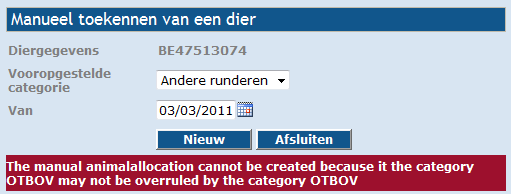 Manueel toekennen van een dier
Diergegevens BE47513074
Vooropgestelde
categorie Andere runderen
Van 03/03/2011
Nieuw Afsluiten
The manual animalallocation cannot be created because it the category
OTBOV may not be overruled by the category OTBOV